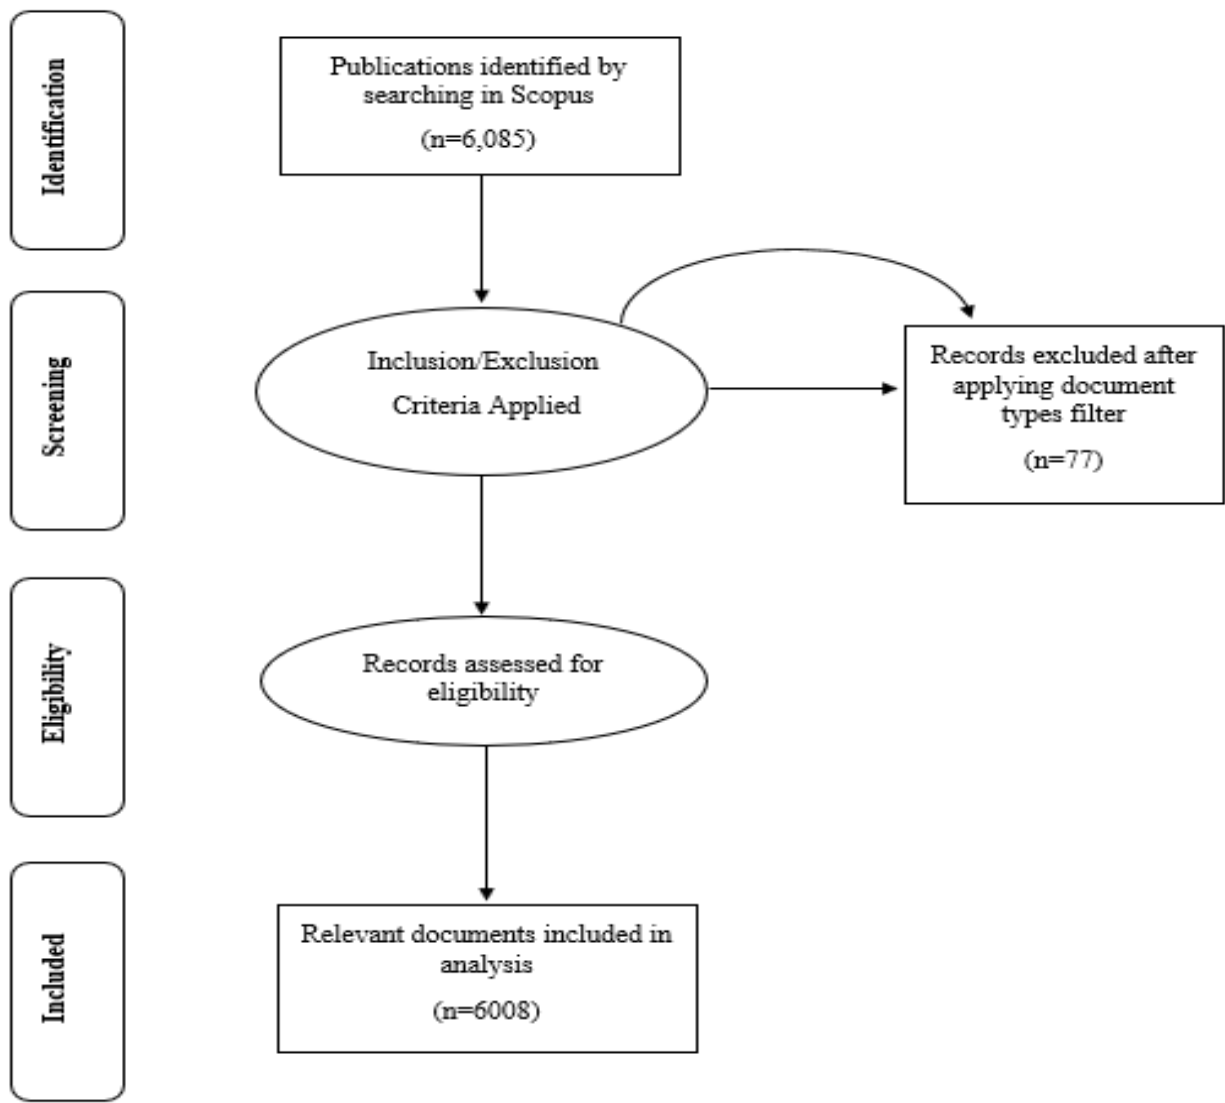 Identification
Publications identified by
searching in Scopus
(n=6,085)
Screening
Inclusion/Exclusion
Criteria Applied
Records excluded after
applying document
types filter
(n=77)
Eligibility
Records assessed for
eligibility
Included
Relevant documents included in
analysis
(n=6008)